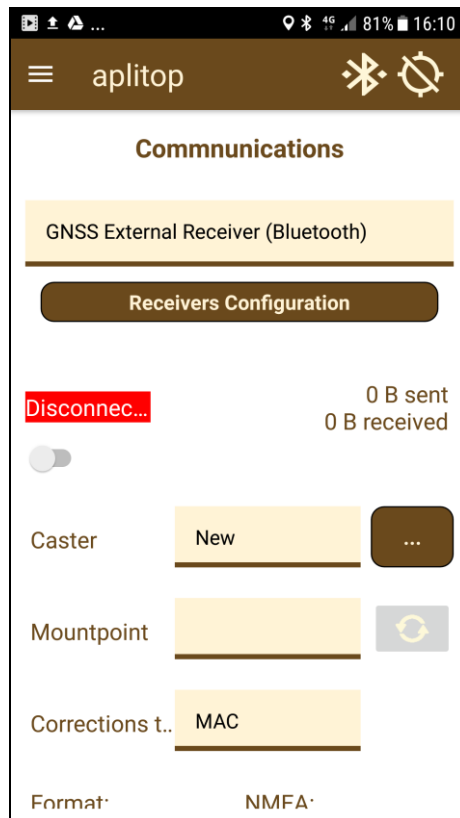 ... 4G 81% 16:10
aplitop
Commnunications
GNSS External Receiver (Bluetooth)
Receivers Configuration
Disconnec...
0 B sent
0 B received
Caster New ...
Mountpoint
Corrections t.. MAC
Format: NMEA: